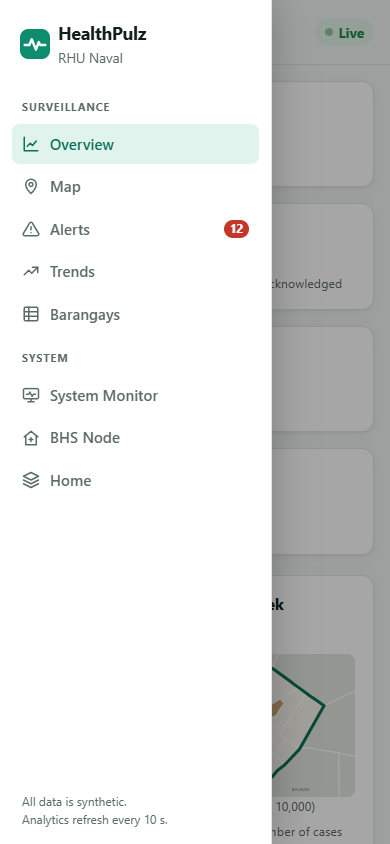 HealthPulz
RHU Naval
Live
SURVEILLANCE
Overview
Map
Alerts
12
Trends
Barangays
SYSTEM
System Monitor
BHS Node
Home
cknowledged
ek
10,000)
nber of cases
All data is synthetic.
Analytics refresh every 10 s.